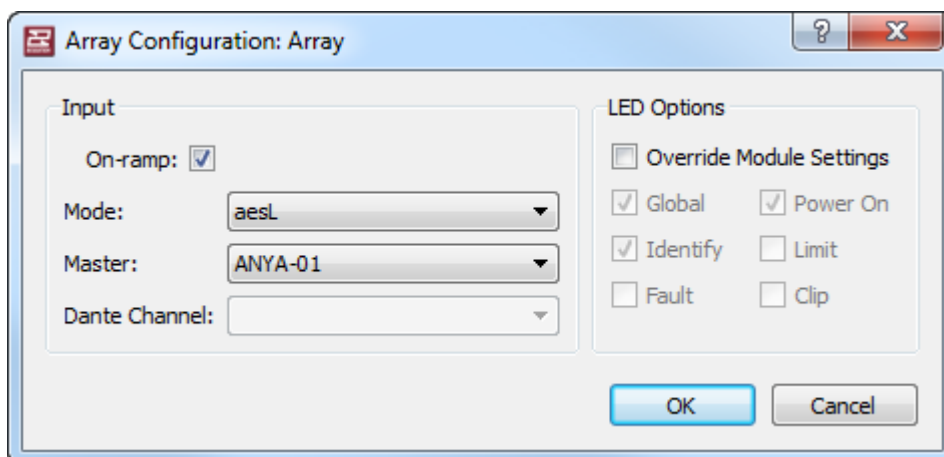 Array Configuration: Array
Input
On-ramp:
Mode: aesL
Master: ANYA-01
Dante Channel:
LED Options
Override Module Settings
Global Power On
Identify Limit
Fault Clip
OK Cancel